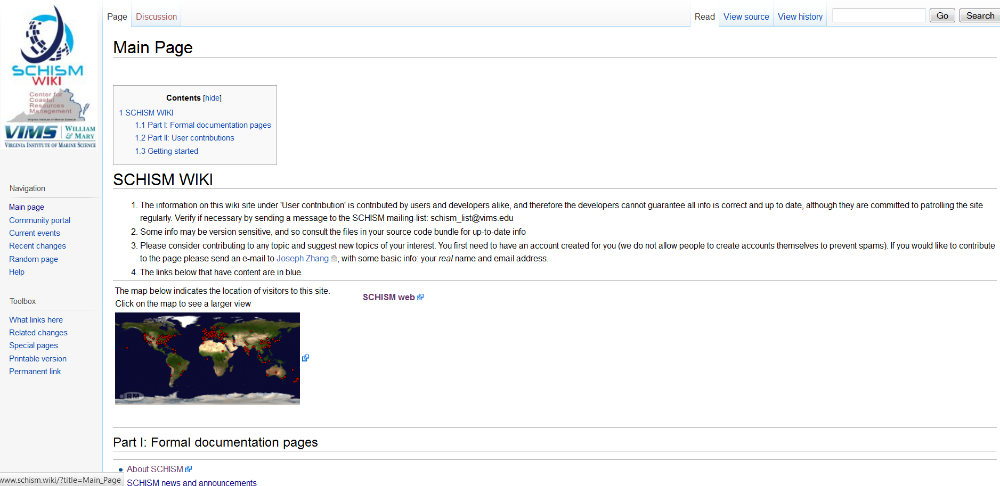 SCHISM
WIKI
Center for
Coastal
Resources
Management
Virginia Institute of Marine Science
VIMS | WILLIAM
& MARY
VIRGINIA INSTITUTE OF MARINE SCIENCE
Navigation
Main page
Community portal
Current events
Recent changes
Random page
Help
Toolbox
What links here
Related changes
Special pages
Printable version
Permanent link
Page Discussion Read View source View history Go Search
Main Page
Contents [hide]
1 SCHISM WIKI
1.1 Part I: Formal documentation pages
1.2 Part II: User contributions
1.3 Getting started
SCHISM WIKI
1. The information on this wiki site under 'User contribution' is contributed by users and developers alike, and therefore the developers cannot guarantee all info is correct and up to date, although they are committed to patrolling the site
regularly. Verify if necessary by sending a message to the SCHISM mailing-list: schism_list@vims.edu
2. Some info may be version sensitive, and so consult the files in your source code bundle for up-to-date info
3. Please consider contributing to any topic and suggest new topics of your interest. You first need to have an account created for you (we do not allow people to create accounts themselves to prevent spams). If you would like to contribute
to the page please send an e-mail to Joseph Zhang, with some basic info: your real name and email address.
4. The links below that have content are in blue.
The map below indicates the location of visitors to this site.
Click on the map to see a larger view
SCHISM web
RM
Part I: Formal documentation pages
• About SCHISM
SCHISM news and announcements
www.schism.wiki/?title=Main_Page